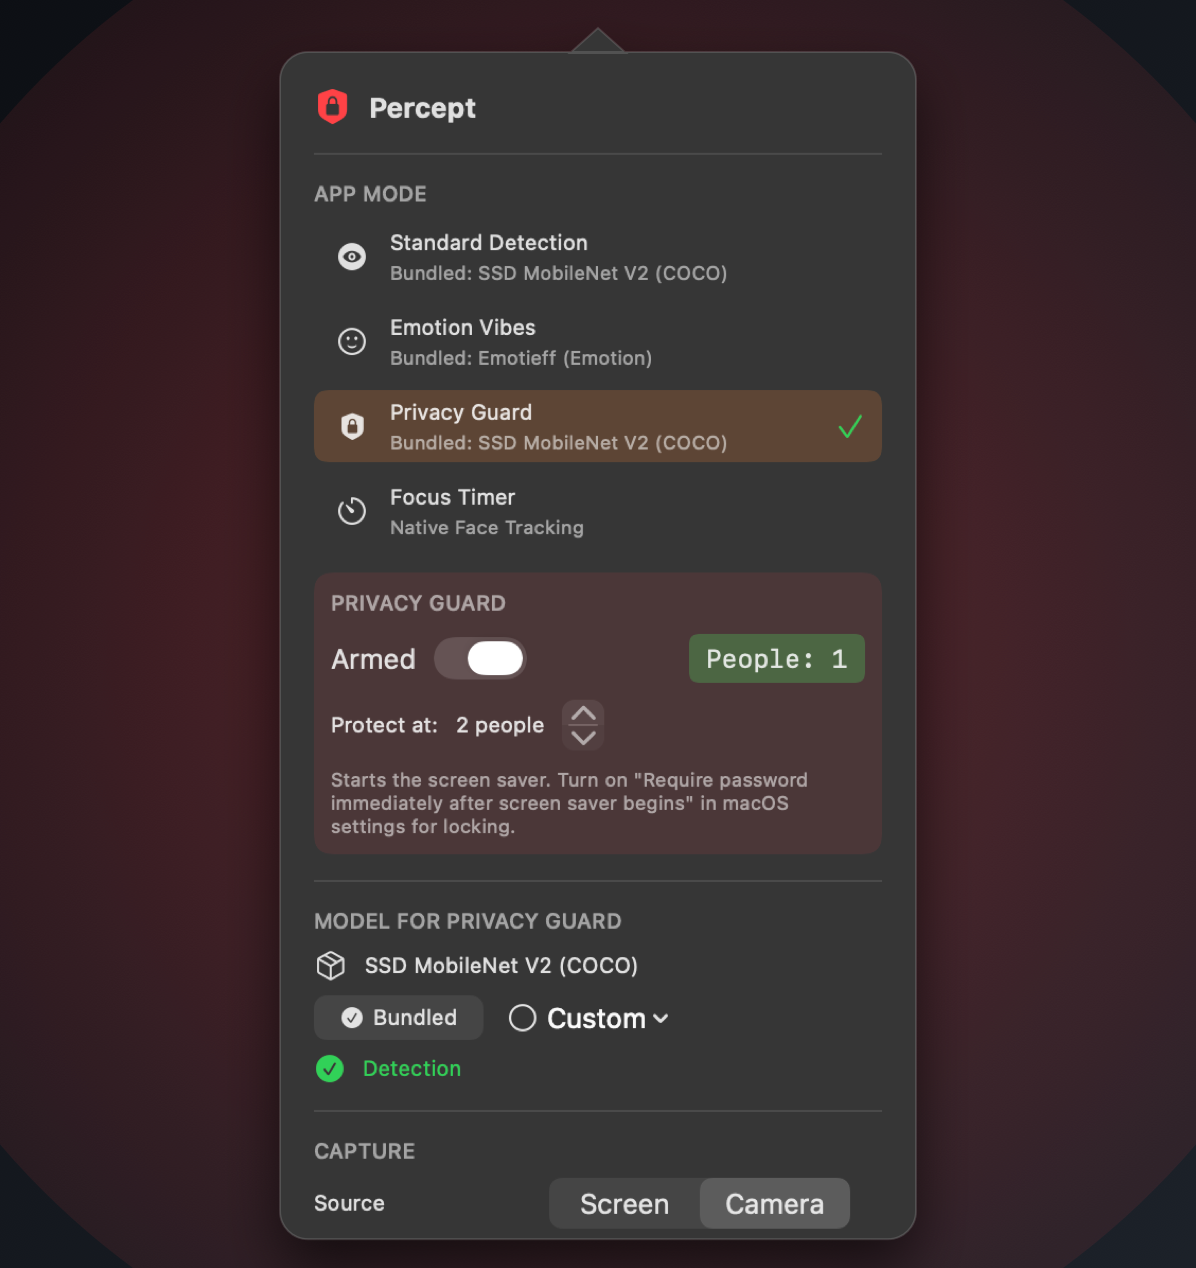 Percept
APP MODE
Standard Detection
Bundled: SSD MobileNet V2 (COCO)
Emotion Vibes
Bundled: Emotieff (Emotion)
Privacy Guard
Bundled: SSD MobileNet V2 (COCO)
Focus Timer
Native Face Tracking
PRIVACY GUARD
Armed People: 1
Protect at: 2 people
Starts the screen saver. Turn on "Require password
immediately after screen saver begins" in macOS
settings for locking.
MODEL FOR PRIVACY GUARD
SSD MobileNet V2 (COCO)
Bundled Custom
Detection
CAPTURE
Source Screen Camera